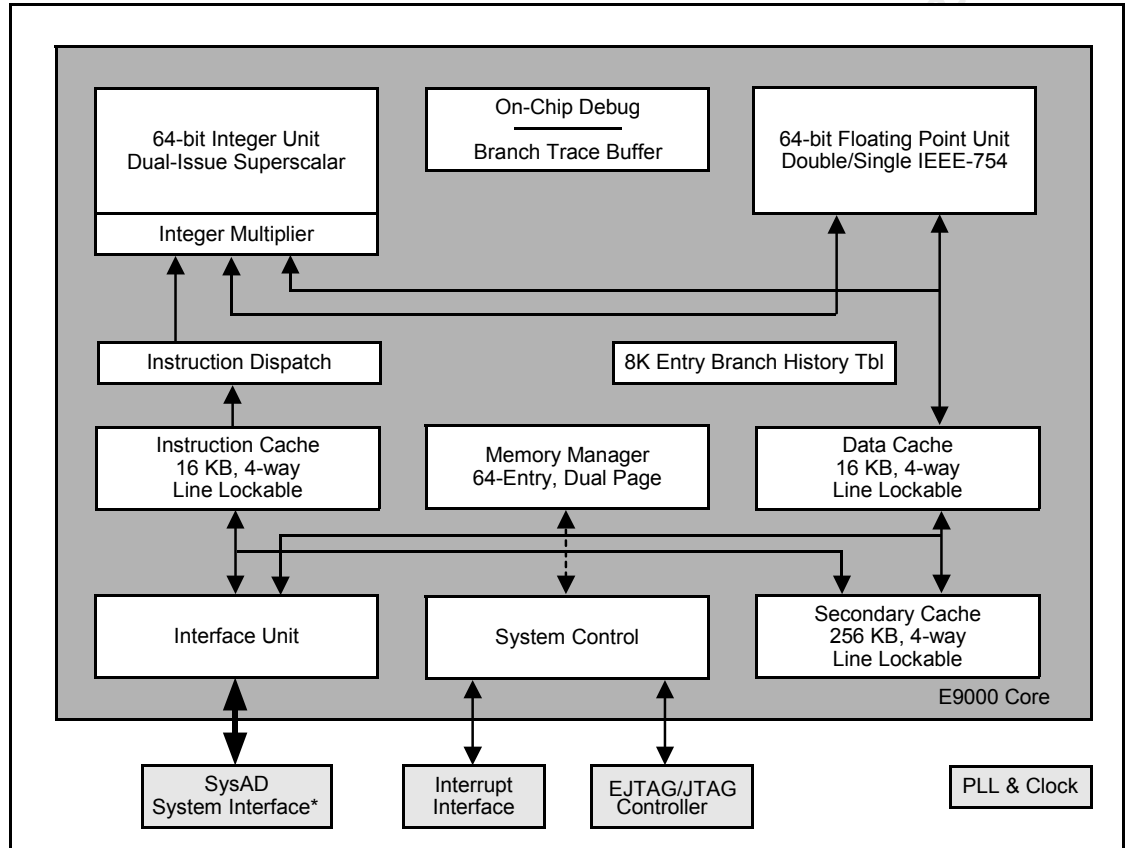 64-bit Integer Unit
Dual-Issue Superscalar
Integer Multiplier
On-Chip Debug
Branch Trace Buffer
64-bit Floating Point Unit
Double/Single IEEE-754
Instruction Dispatch
8K Entry Branch History Tbl
Instruction Cache
16 KB, 4-way
Line Lockable
Memory Manager
64-Entry, Dual Page
Data Cache
16 KB, 4-way
Line Lockable
Interface Unit
System Control
Secondary Cache
256 KB, 4-way
Line Lockable
E9000 Core
SysAD
System Interface*
Interrupt
Interface
EJTAG/JTAG
Controller
PLL & Clock